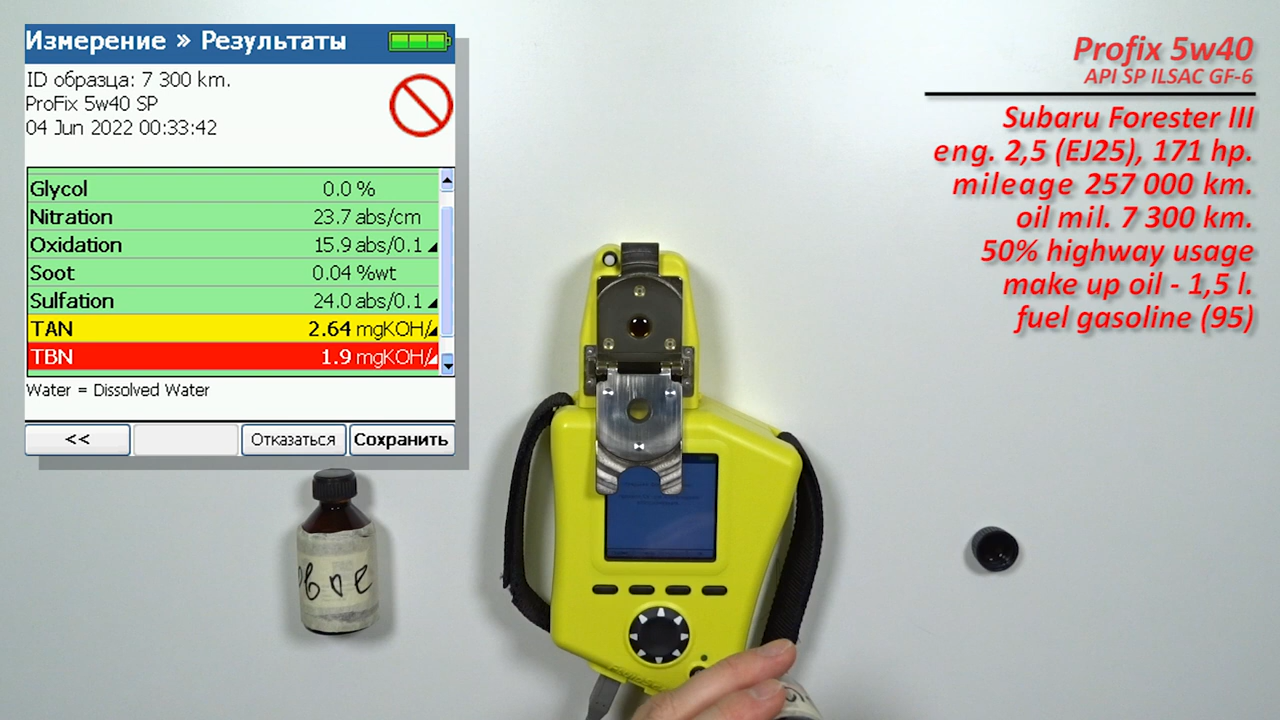 Измерение » Результаты
ID образца: 7 300 km.
ProFix 5w40 SP
04 Jun 2022 00:33:42
Glycol 0.0 %
Nitration 23.7 abs/cm
Oxidation 15.9 abs/0.1
Soot 0.04 %wt
Sulfation 24.0 abs/0.1
TAN 2.64 mgKOH/
TBN 1.9 mgKOH/
Water = Dissolved Water
<< Отказаться Сохранить
Profix 5w40
API SP ILSAC GF-6
Subaru Forester III
eng. 2,5 (EJ25), 171 hp.
mileage 257 000 km.
oil mil. 7 300 km.
50% highway usage
make up oil - 1,5 l.
fuel gasoline (95)